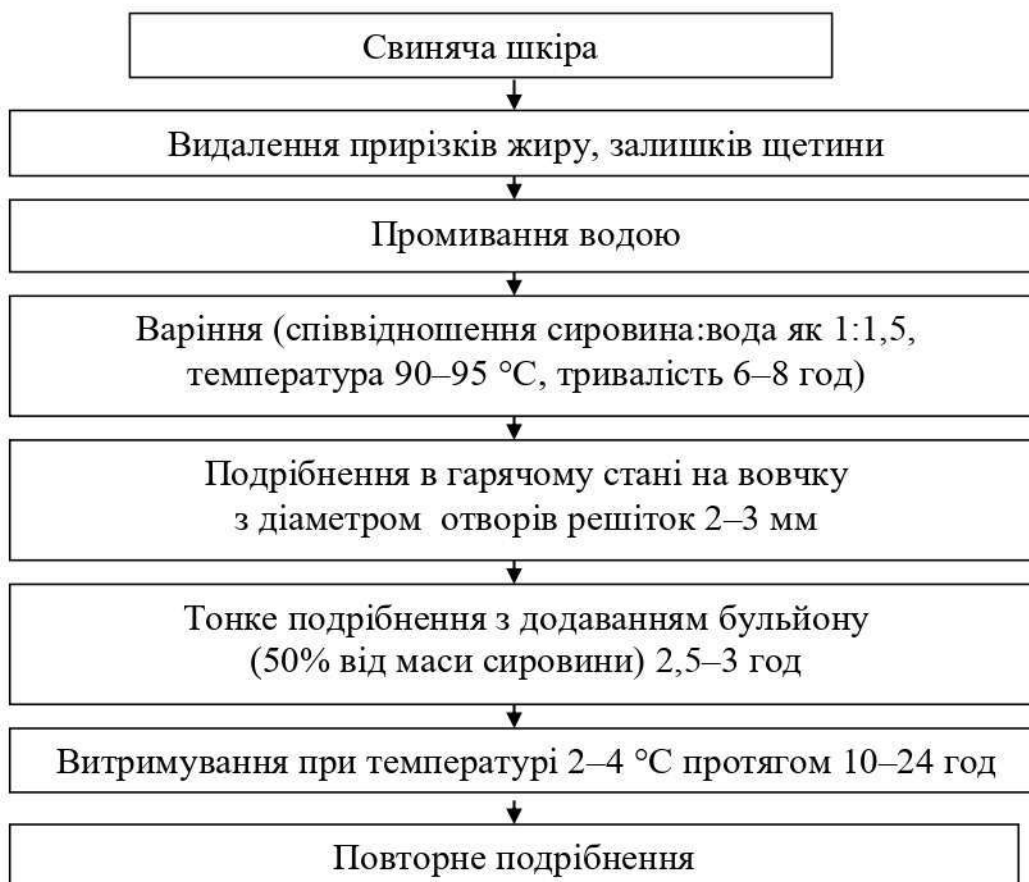 Свиняча шкіра
Видалення прирізків жиру, залишків щетини
Промивання водою
Варіння (співвідношення сировина:вода як 1:1,5,
температура 90–95 °С, тривалість 6–8 год)
Подрібнення в гарячому стані на вовчку
з діаметром отворів решіток 2–3 мм
Тонке подрібнення з додаванням бульйону
(50% від маси сировини) 2,5–3 год
Витримування при температурі 2–4 °С протягом 10–24 год
Повторне подрібнення